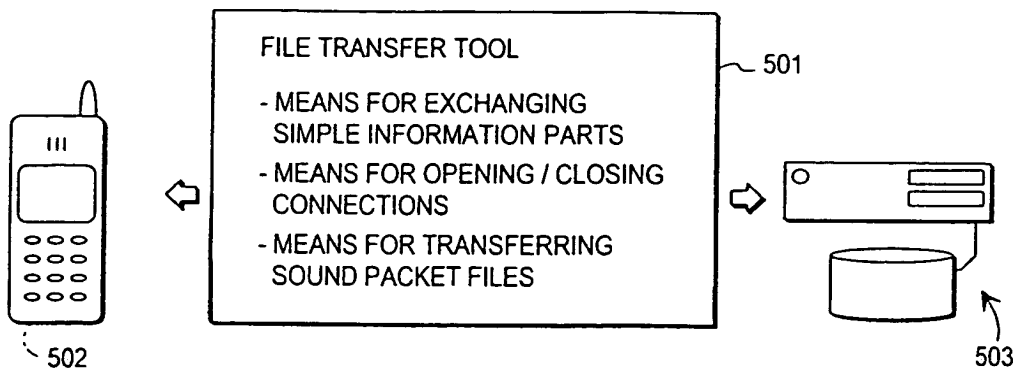 FILE TRANSFER TOOL
- MEANS FOR EXCHANGING
SIMPLE INFORMATION PARTS
- MEANS FOR OPENING / CLOSING
CONNECTIONS
- MEANS FOR TRANSFERRING
SOUND PACKET FILES
501
502
503